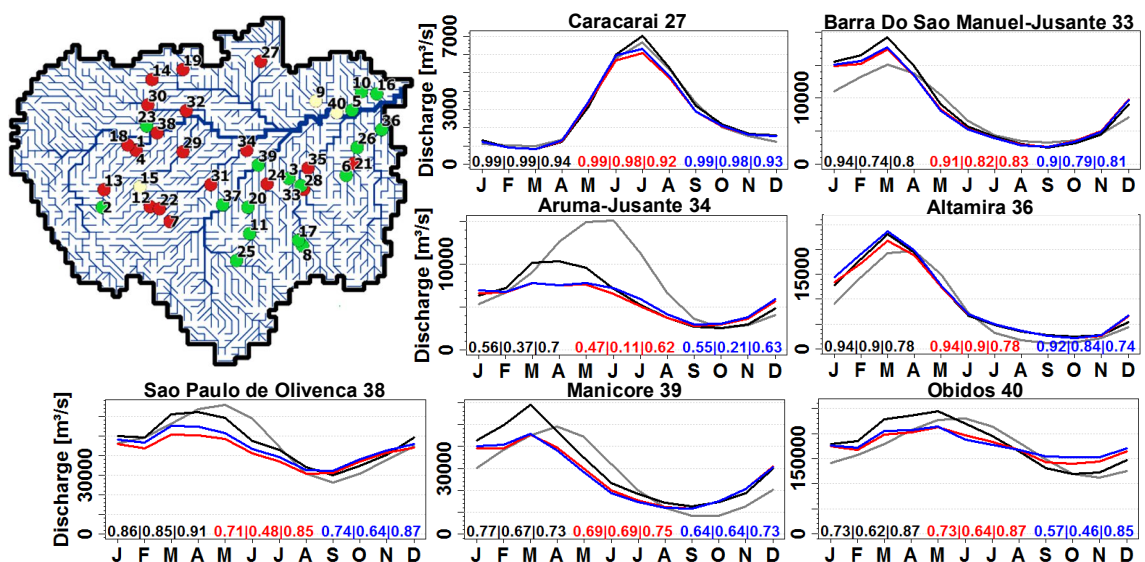 Caracarai 27
Discharge [m³/s]
0 3000 7000
0.99|0.99|0.94 0.99|0.98|0.92 0.99|0.98|0.93
J F M A M J J A S O N D
Barra Do Sao Manuel-Jusante 33
0 10000
0.94|0.74|0.8 0.91|0.82|0.83 0.9|0.79|0.81
J F M A M J J A S O N D
19
27
14
30
32
9
10
16
5
40
23
38
36
18
1
4
29
34
26
39
3
35
6
21
13
15
31
24
28
33
2
2
12
22
37
20
7
11
17
8
25
Aruma-Jusante 34
Discharge [m³/s]
0 10000
0.56|0.37|0.7 0.47|0.11|0.62 0.55|0.21|0.63
J F M A M J J A S O N D
Altamira 36
0 15000
0.94|0.9|0.78 0.94|0.9|0.78 0.92|0.84|0.74
J F M A M J J A S O N D
Sao Paulo de Olivenca 38
Discharge [m³/s]
0 30000
0.86|0.85|0.91 0.71|0.48|0.85 0.74|0.64|0.87
J F M A M J J A S O N D
Manicore 39
0 30000
0.77|0.67|0.73 0.69|0.69|0.75 0.64|0.64|0.73
J F M A M J J A S O N D
Obidos 40
0 150000
0.73|0.62|0.87 0.73|0.64|0.87 0.57|0.46|0.85
J F M A M J J A S O N D